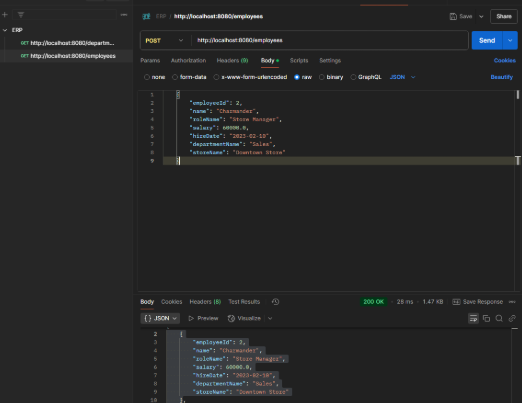 ERP / http://localhost:8080/employees
Save
Share
ERP
GET http://localhost:8080/departm...
GET http://localhost:8080/employees
POST http://localhost:8080/employees
Send
Params Authorization Headers (9) Body Scripts Settings
Cookies
none form-data x-www-form-urlencoded raw binary GraphQL JSON
Beautify
1 {
2 "employeeId": 2,
3 "name": "Charmander",
4 "roleName": "Store Manager",
5 "salary": 60000.0,
6 "hireDate": "2023-02-10",
7 "departmentName": "Sales",
8 "storeName": "Downtown Store"
9 }
Body Cookies Headers (8) Test Results
200 OK 28 ms 1.47 KB Save Response
{} JSON Preview Visualize
2 {
3 "employeeId": 2,
4 "name": "Charmander",
5 "roleName": "Store Manager",
6 "salary": 60000.0,
7 "hireDate": "2023-02-10",
8 "departmentName": "Sales",
9 "storeName": "Downtown Store"
10 },